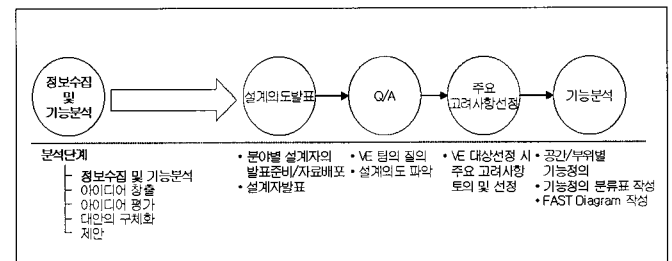 정보수집
및
기능분석
설계의도발표
Q/A
주요
고려사항선정
기능분석
분석단계
정보수집 및 기능분석
아이디어 창출
아이디어 평가
대안의 구체화
제안
• 분야별 설계자의
발표준비/자료배포
• 설계자발표
• VE 팀의 질의
• 설계의도 파악
• VE 대상선정 시
주요 고려사항
토의 및 선정
• 공간/부위별
기능정의
• 기능정의 분류표 작성
• FAST Diagram 작성